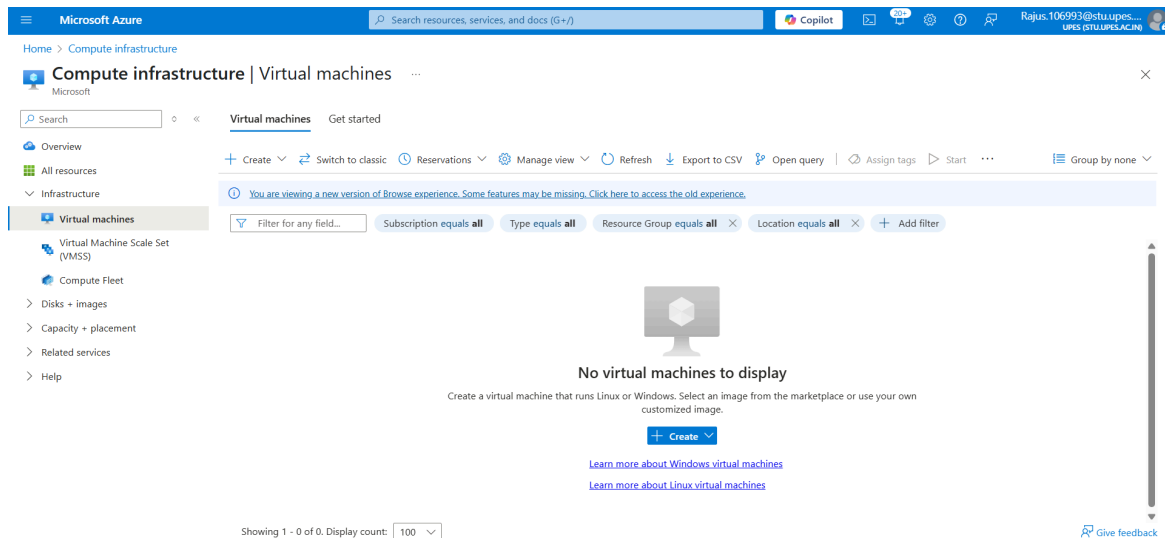 Microsoft Azure
Search resources, services, and docs (G+/)
Copilot
20+
Rajus.106993@stu.upes....
UPES (STU.UPES.AC.IN)
Home > Compute infrastructure
Compute infrastructure | Virtual machines ...
Microsoft
Search
Overview
All resources
Infrastructure
Virtual machines
Virtual Machine Scale Set
(VMSS)
Compute Fleet
Disks + images
Capacity + placement
Related services
Help
Virtual machines Get started
+ Create Switch to classic Reservations Manage view Refresh Export to CSV Open query Assign tags Start ... Group by none
You are viewing a new version of Browse experience. Some features may be missing. Click here to access the old experience.
Filter for any field... Subscription equals all Type equals all Resource Group equals all Location equals all + Add filter
No virtual machines to display
Create a virtual machine that runs Linux or Windows. Select an image from the marketplace or use your own
customized image.
+ Create
Learn more about Windows virtual machines
Learn more about Linux virtual machines
Showing 1 - 0 of 0. Display count: 100
Give feedback